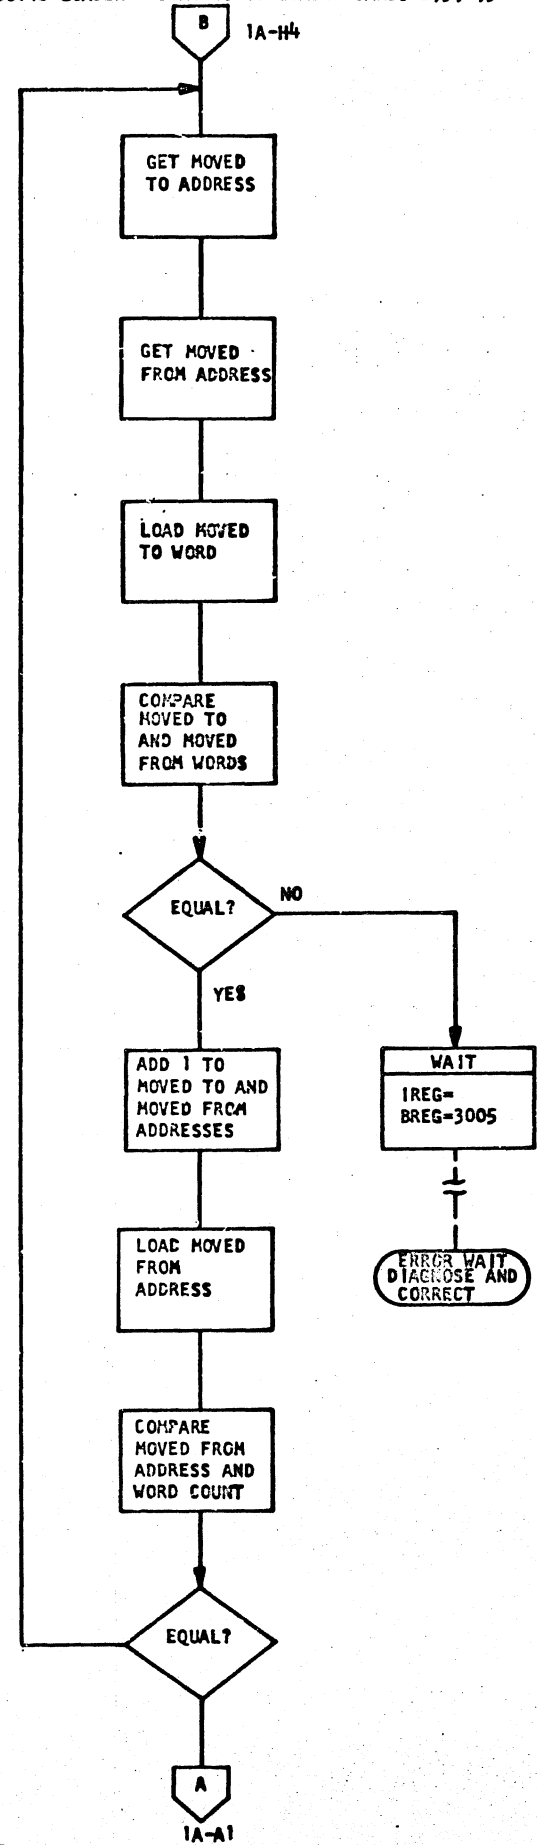 B
1A-H4
GET MOVED
TO ADDRESS
GET MOVED
FROM ADDRESS
LOAD MOVED
TO WORD
COMPARE
MOVED TO
AND MOVED
FROM WORDS
EQUAL?
NO
YES
ADD 1 TO
MOVED TO AND
MOVED FROM
ADDRESSES
WAIT
IREG=
BREG=3005
LOAD MOVED
FROM
ADDRESS
ERROR WAIT
DIAGNOSE AND
CORRECT
COMPARE
MOVED FROM
ADDRESS AND
WORD COUNT
EQUAL?
A
1A-A1